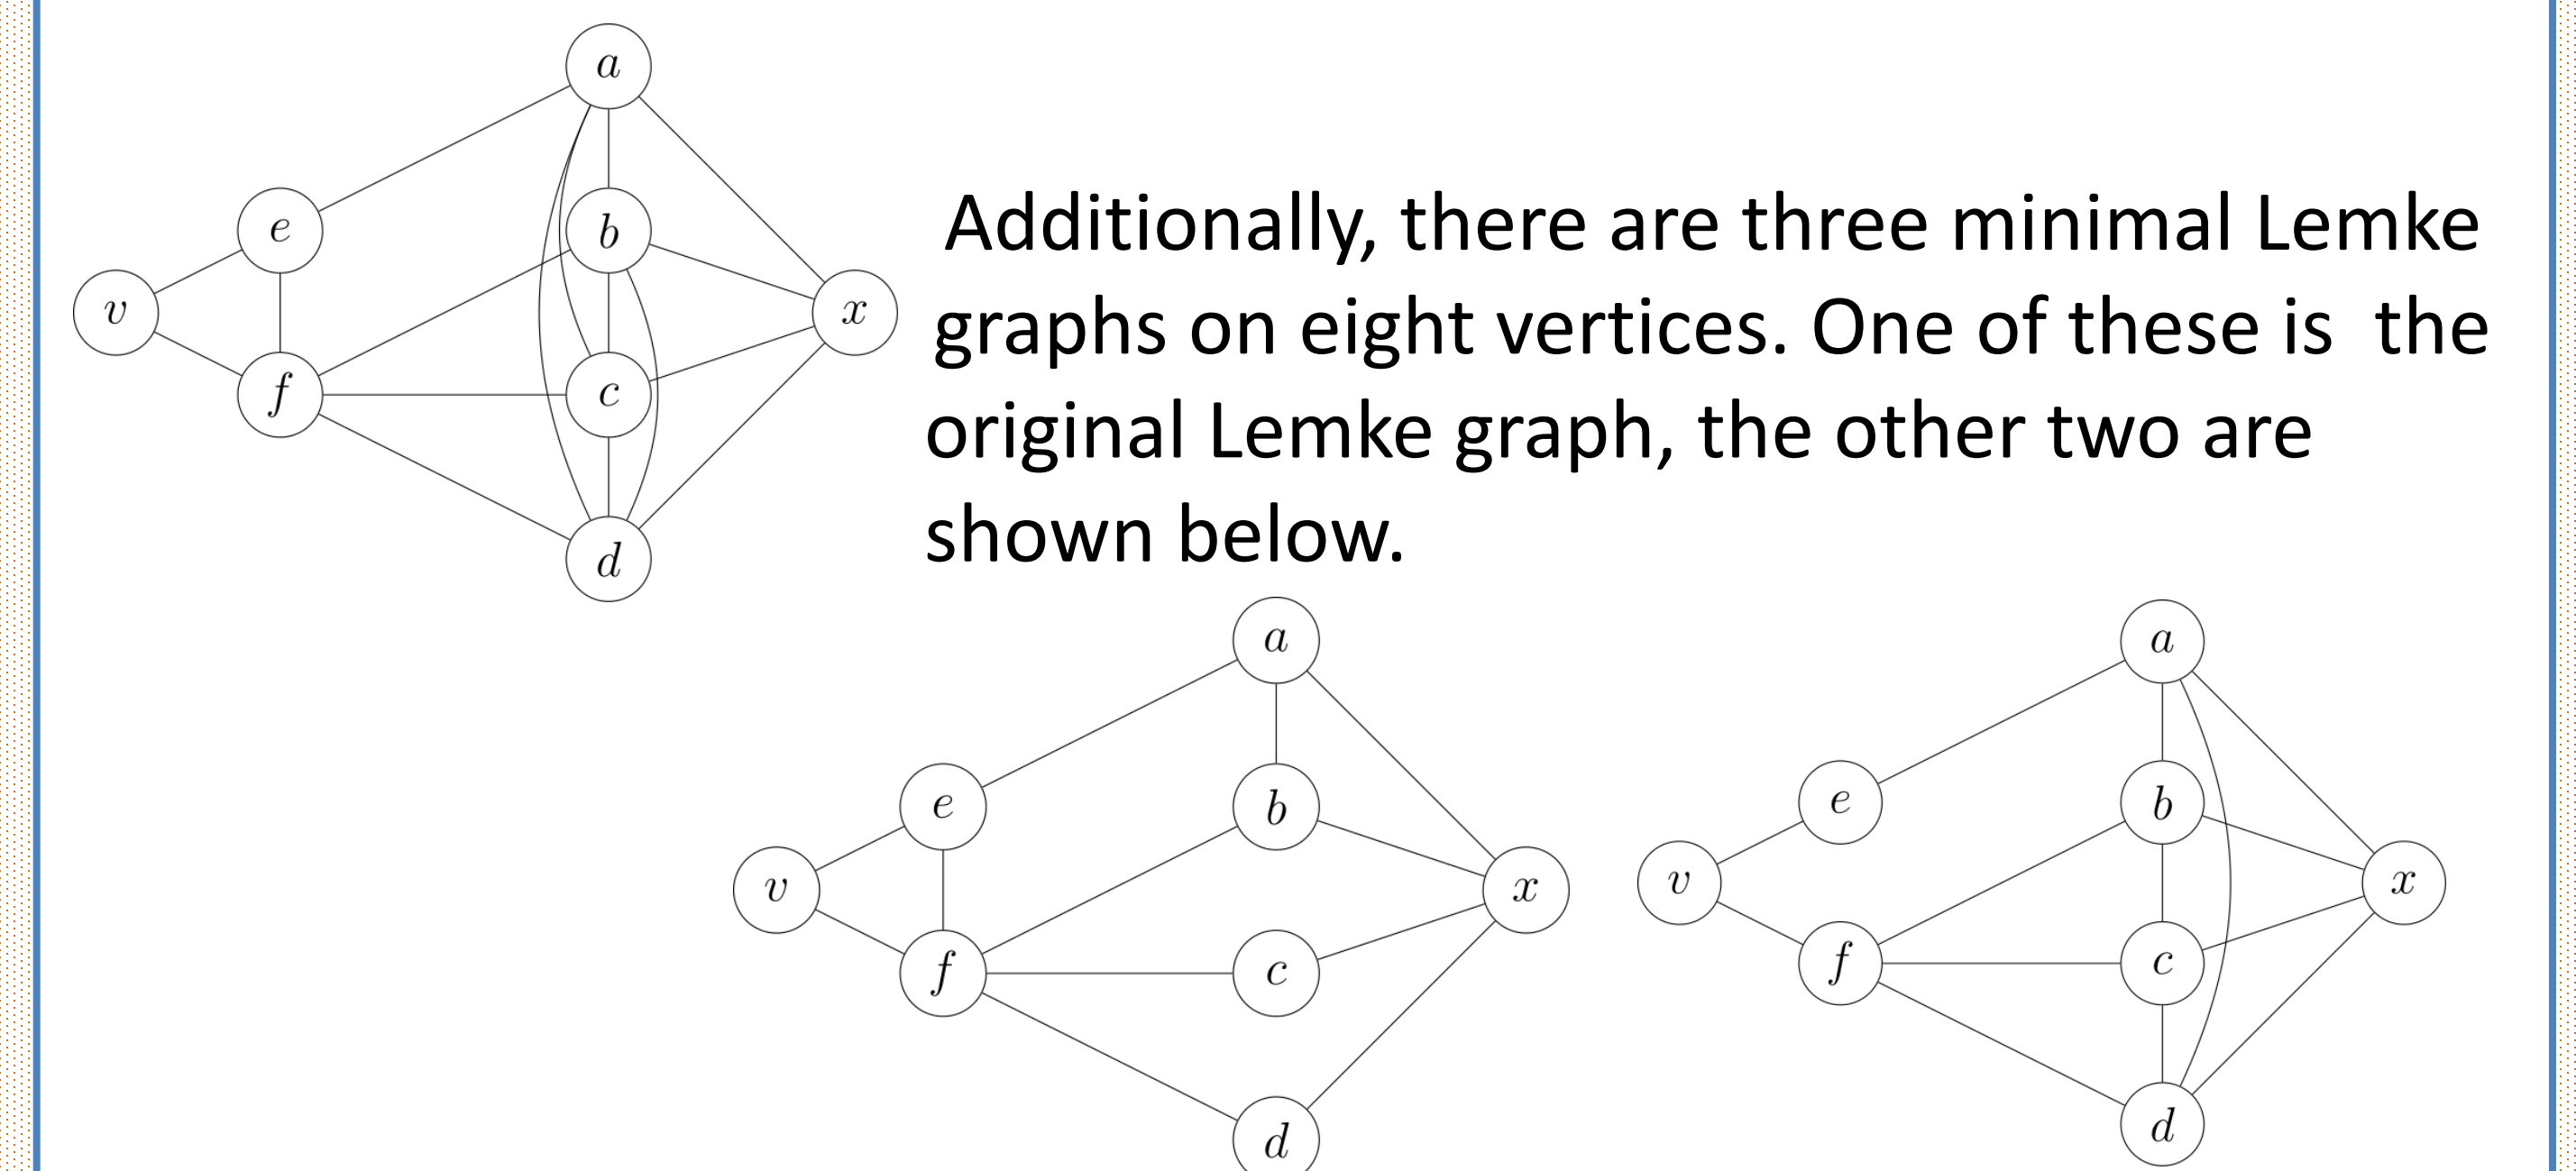 a
e
b
v
x
f
c
d
Additionally, there are three minimal Lemke
graphs on eight vertices. One of these is the
original Lemke graph, the other two are
shown below.
a
e
b
v
x
f
c
d
a
e
b
v
x
f
c
d